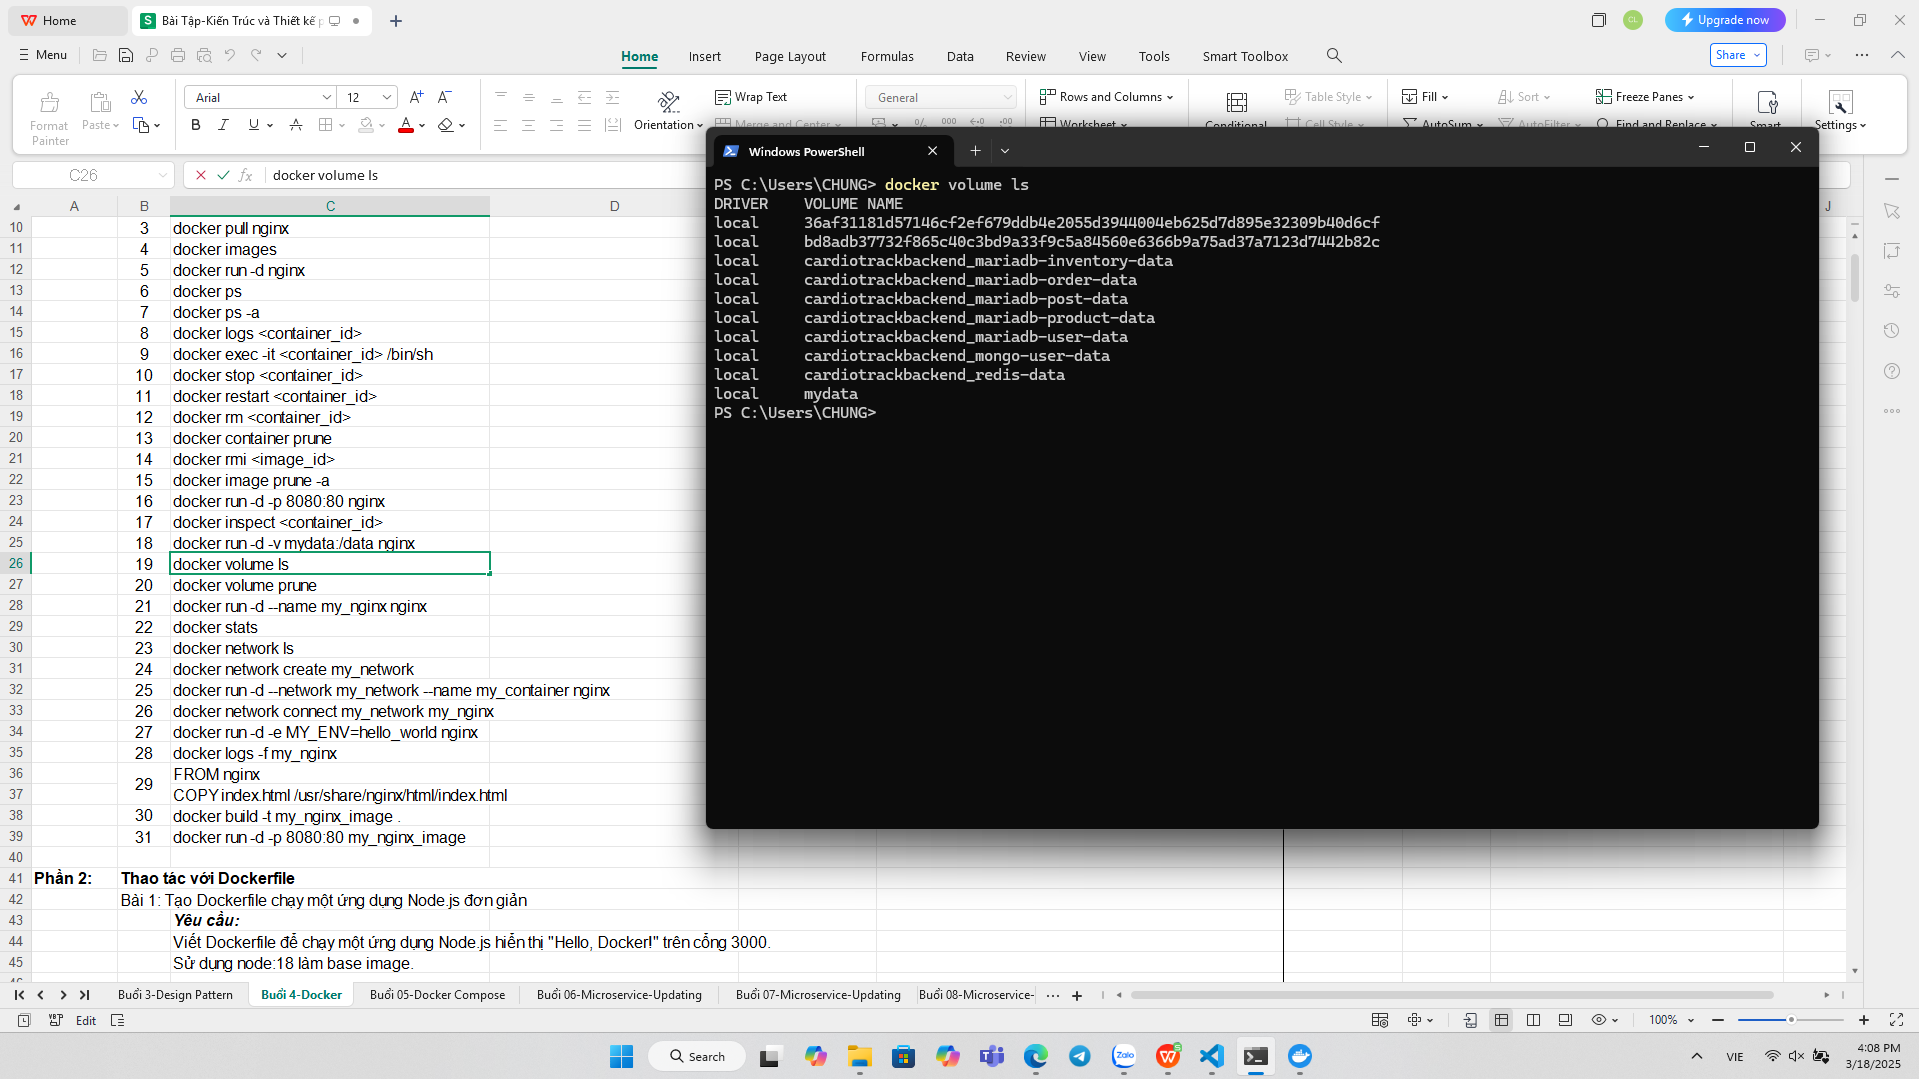 Home
Bài Tập-Kiến Trúc và Thiết kế p
CL
Upgrade now
Menu
Home
Insert
Page Layout
Formulas
Data
Review
View
Tools
Smart Toolbox
Share
Format Painter
Paste
Arial
12
Orientation
Wrap Text
Merge and Center
General
Rows and Columns
Worksheet
Conditional
Table Style
Cell Style
Fill
AutoSum
Sort
AutoFilter
Freeze Panes
Find and Replace
Smart
Settings
C26
docker volume ls
A B C D J
10 3 docker pull nginx
11 4 docker images
12 5 docker run -d nginx
13 6 docker ps
14 7 docker ps -a
15 8 docker logs <container_id>
16 9 docker exec -it <container_id> /bin/sh
17 10 docker stop <container_id>
18 11 docker restart <container_id>
19 12 docker rm <container_id>
20 13 docker container prune
21 14 docker rmi <image_id>
22 15 docker image prune -a
23 16 docker run -d -p 8080:80 nginx
24 17 docker inspect <container_id>
25 18 docker run -d -v mydata:/data nginx
26 19 docker volume ls
27 20 docker volume prune
28 21 docker run -d --name my_nginx nginx
29 22 docker stats
30 23 docker network ls
31 24 docker network create my_network
32 25 docker run -d --network my_network --name my_container nginx
33 26 docker network connect my_network my_nginx
34 27 docker run -d -e MY_ENV=hello_world nginx
35 28 docker logs -f my_nginx
36 29 FROM nginx
37 COPY index.html /usr/share/nginx/html/index.html
38 30 docker build -t my_nginx_image .
39 31 docker run -d -p 8080:80 my_nginx_image
40
41 Phần 2: Thao tác với Dockerfile
42 Bài 1: Tạo Dockerfile chạy một ứng dụng Node.js đơn giản
43 Yêu cầu:
44 Viết Dockerfile để chạy một ứng dụng Node.js hiển thị "Hello, Docker!" trên cổng 3000.
45 Sử dụng node:18 làm base image.
Windows PowerShell
PS C:\Users\CHUNG> docker volume ls
DRIVER VOLUME NAME
local 36af31181d57146cf2ef679ddb4e2055d3944004eb625d7d895e32309b40d6cf
local bd8adb37732f865c40c3bd9a33f9c5a84560e6366b9a75ad37a7123d7442b82c
local cardiotrackbackend_mariadb-inventory-data
local cardiotrackbackend_mariadb-order-data
local cardiotrackbackend_mariadb-post-data
local cardiotrackbackend_mariadb-product-data
local cardiotrackbackend_mariadb-user-data
local cardiotrackbackend_mongo-user-data
local cardiotrackbackend_redis-data
local mydata
PS C:\Users\CHUNG>
Buổi 3-Design Pattern
Buổi 4-Docker
Buổi 05-Docker Compose
Buổi 06-Microservice-Updating
Buổi 07-Microservice-Updating
Buổi 08-Microservice-
Edit
100%
Search
VIE
4:08 PM
3/18/2025